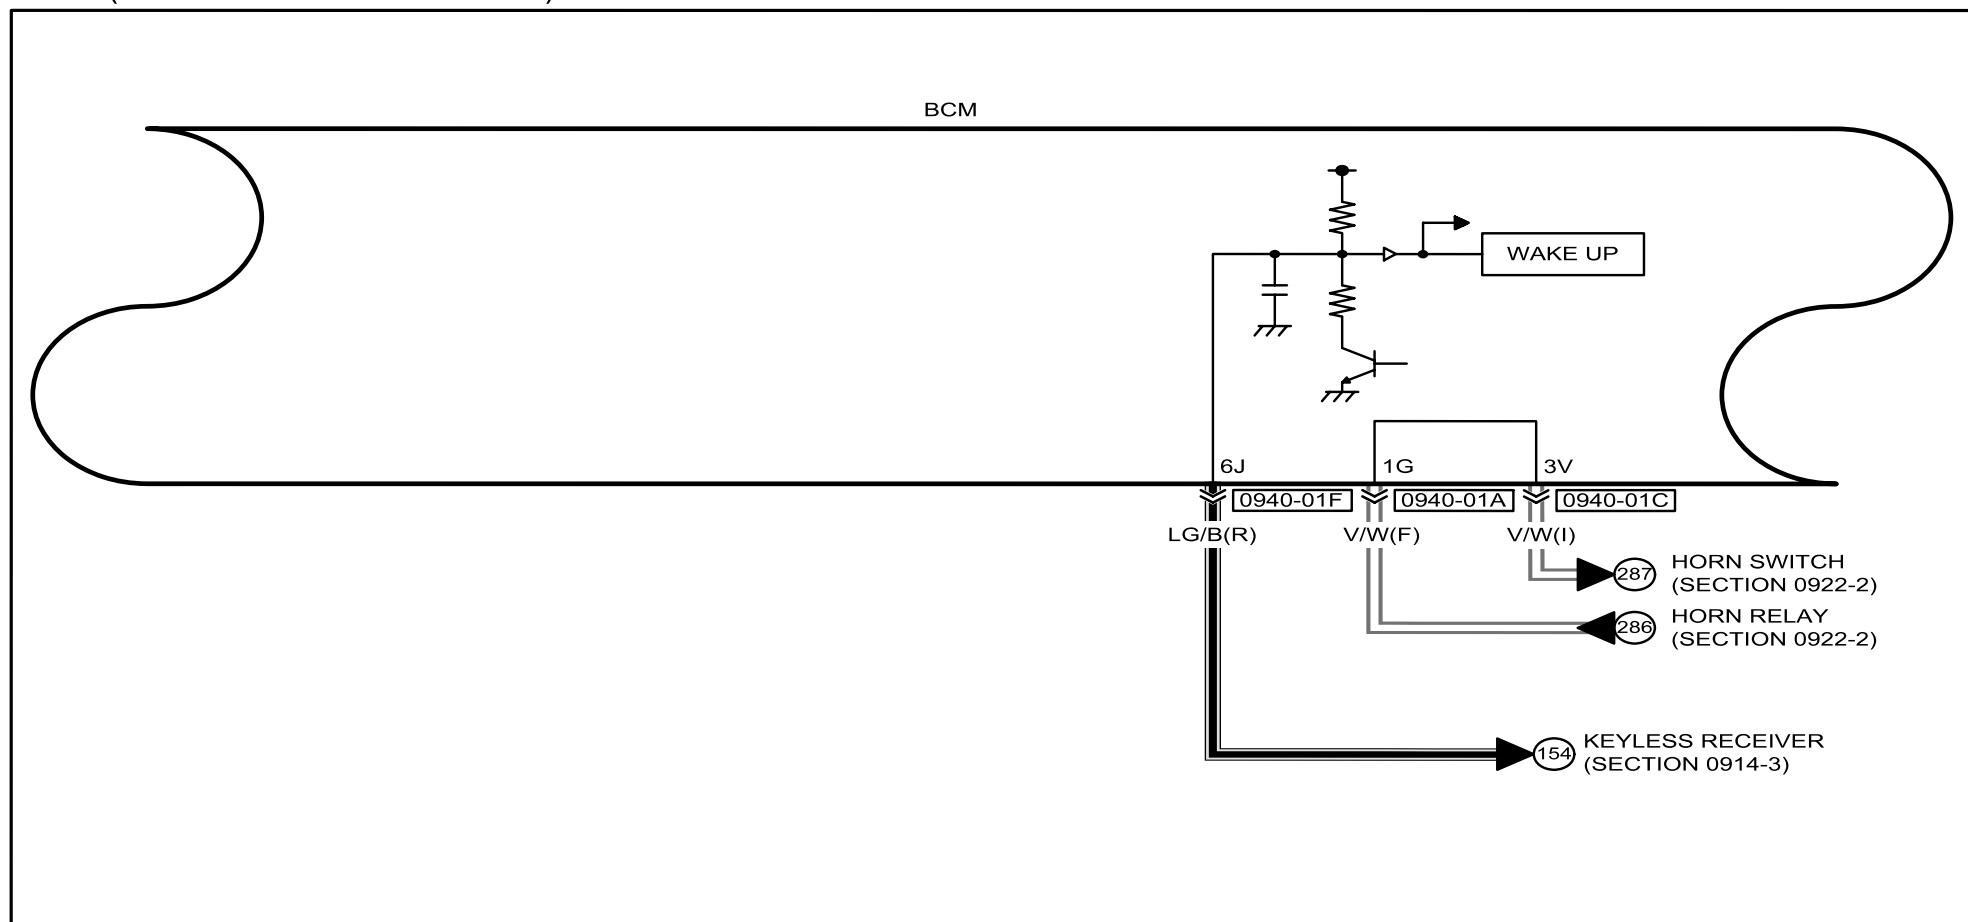 BCM
WAKE UP
6J
1G
3V
0940-01F
0940-01A
0940-01C
LG/B(R)
V/W(F)
V/W(I)
287
HORN SWITCH
(SECTION 0922-2)
286
HORN RELAY
(SECTION 0922-2)
154
KEYLESS RECEIVER
(SECTION 0914-3)